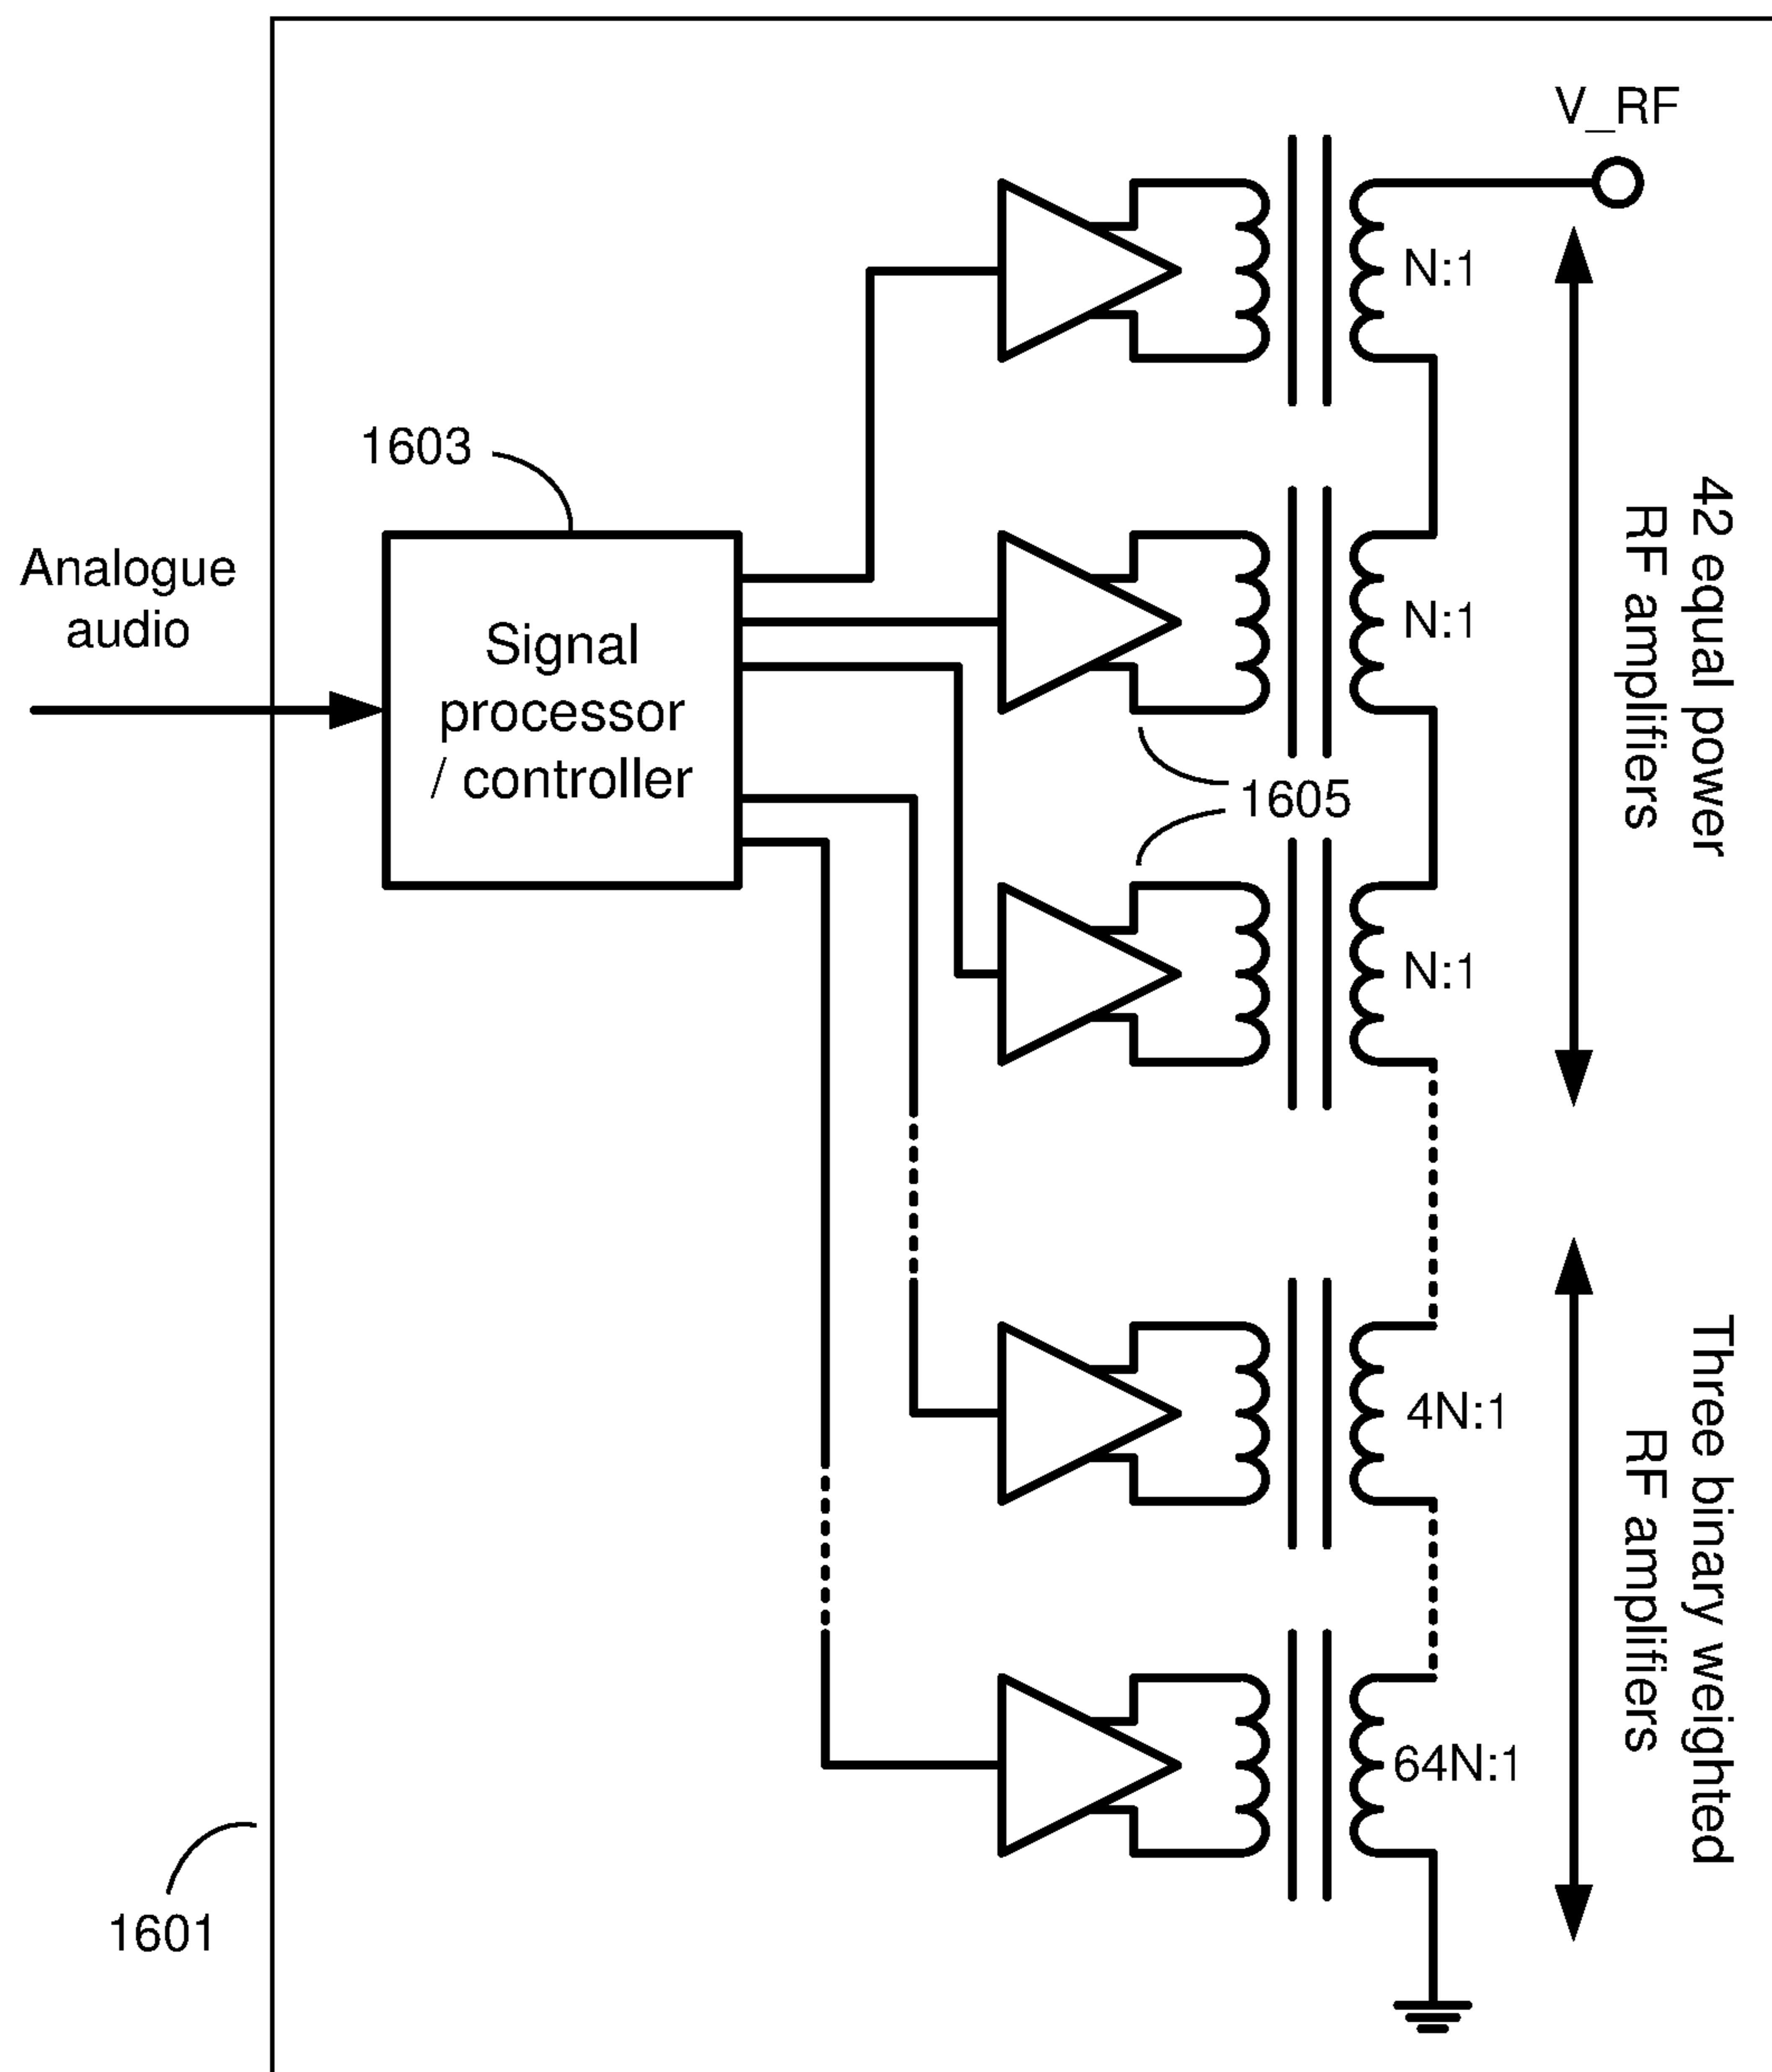 V_RF
N:1
1603
42 equal power
RF amplifiers
Analogue
audio
Signal
processor
/ controller
N:1
1605
N:1
Three binary weighted
RF amplifiers
4N:1
64N:1
1601